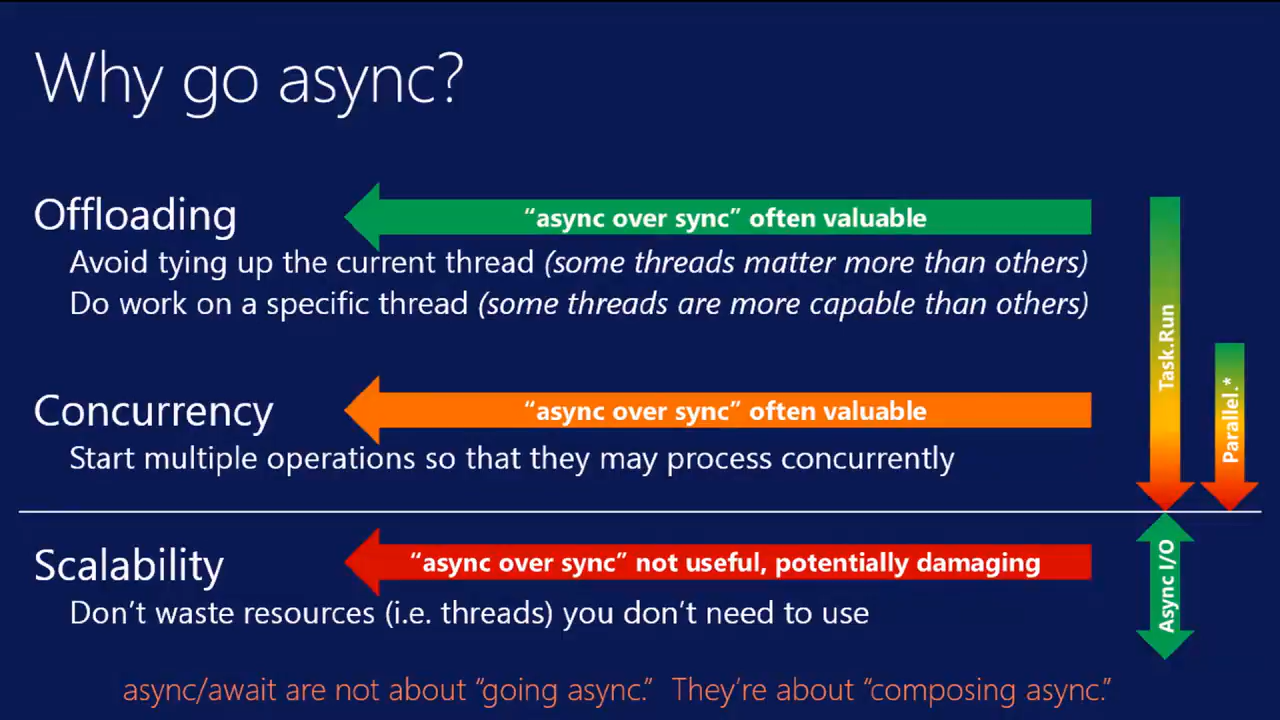 Why go async?
Offloading
“async over sync” often valuable
Avoid tying up the current thread (some threads matter more than others)
Do work on a specific thread (some threads are more capable than others)
Task.Run
Parallel.*
Concurrency
“async over sync” often valuable
Start multiple operations so that they may process concurrently
Scalability
“async over sync” not useful, potentially damaging
Don’t waste resources (i.e. threads) you don’t need to use
Async I/O
async/await are not about “going async.” They’re about “composing async.”